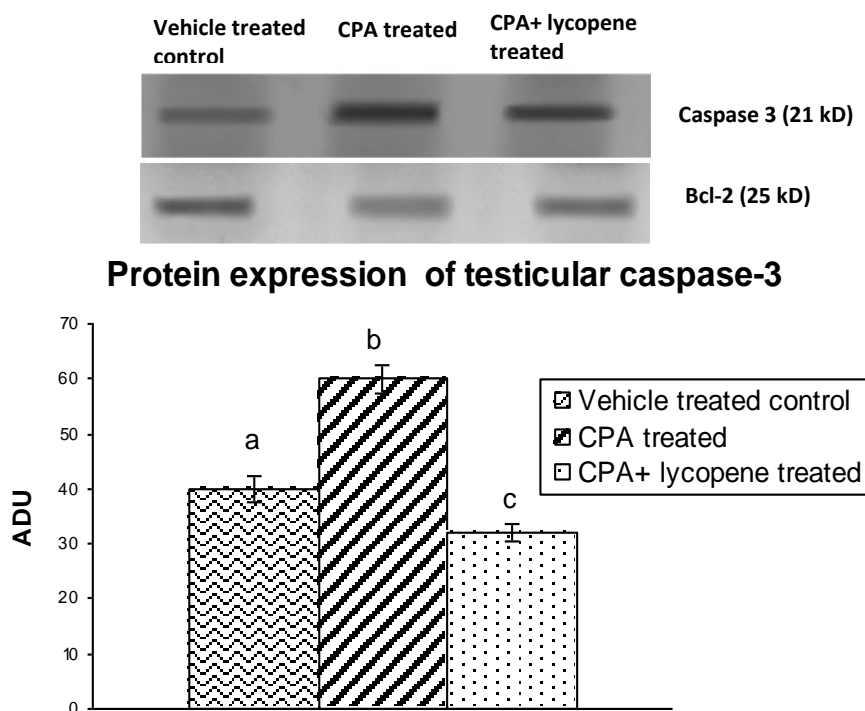 Vehicle treated
control
CPA treated
CPA+ lycopene
treated
Caspase 3 (21 kD)
Bcl-2 (25 kD)
Protein expression of testicular caspase-3
70
60
50
40
30
20
10
0
ADU
a
b
c
Vehicle treated control
CPA treated
CPA+ lycopene treated